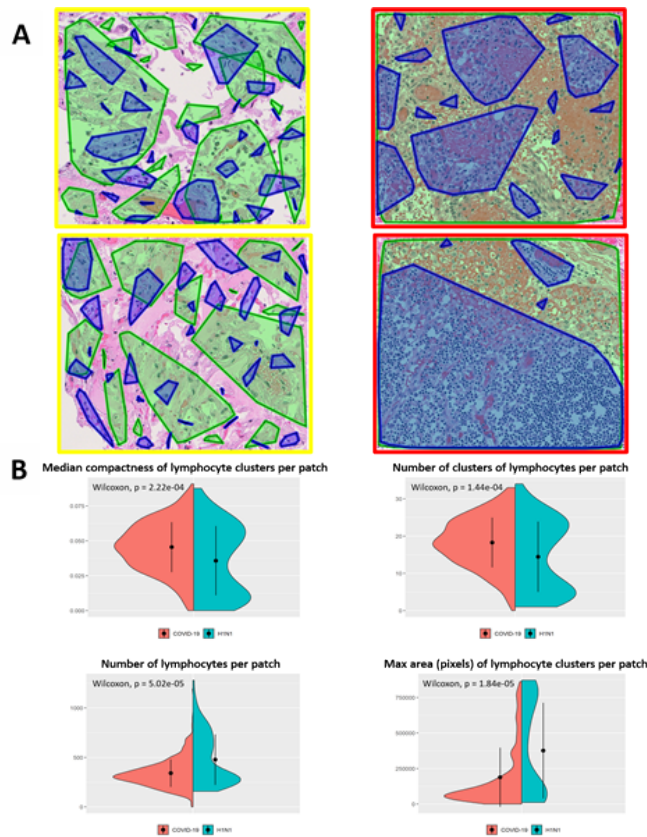 A
B
Median compactness of lymphocyte clusters per patch
Wilcoxon, p = 2.22e-04
0.075
0.050
0.025
0.000
COVID-19
H1N1
Number of clusters of lymphocytes per patch
Wilcoxon, p = 1.44e-04
30
20
10
0
COVID-19
H1N1
Number of lymphocytes per patch
Wilcoxon, p = 5.02e-05
1000
500
0
COVID-19
H1N1
Max area (pixels) of lymphocyte clusters per patch
Wilcoxon, p = 1.84e-05
750000
500000
250000
0
COVID-19
H1N1